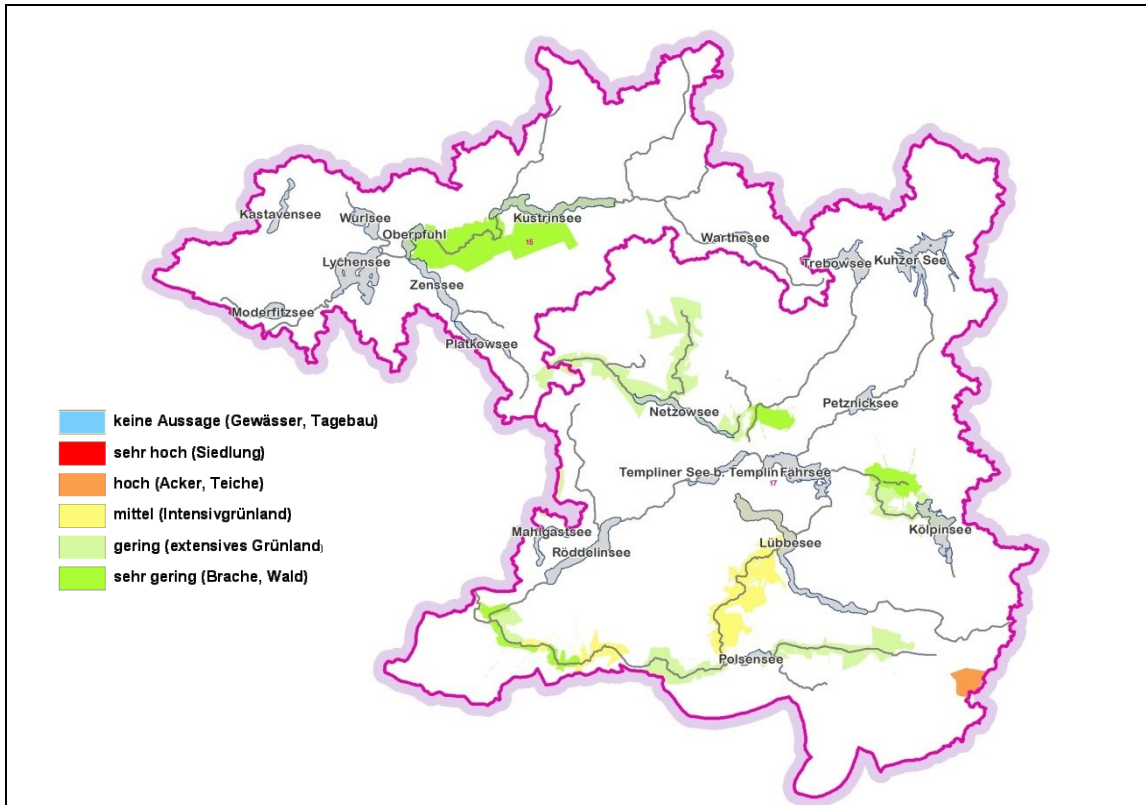 Kastavensee
Wurlsee
Küstrinsee
Oberpfuhl
15
Warthesee
Lychensee
Trebowsee
Kuhzer See
Zenssee
Moderfitzsee
Platkowsee
Netzowsee
Petznicksee
keine Aussage (Gewässer, Tagebau)
sehr hoch (Siedlung)
hoch (Acker, Teiche)
mittel (Intensivgrünland)
gering (extensives Grünland)
sehr gering (Brache, Wald)
Templiner See b. Templin
Fährsee
17
Mahlgastsee
Röddelinsee
Lübbesee
Kölpinsee
Polsensee